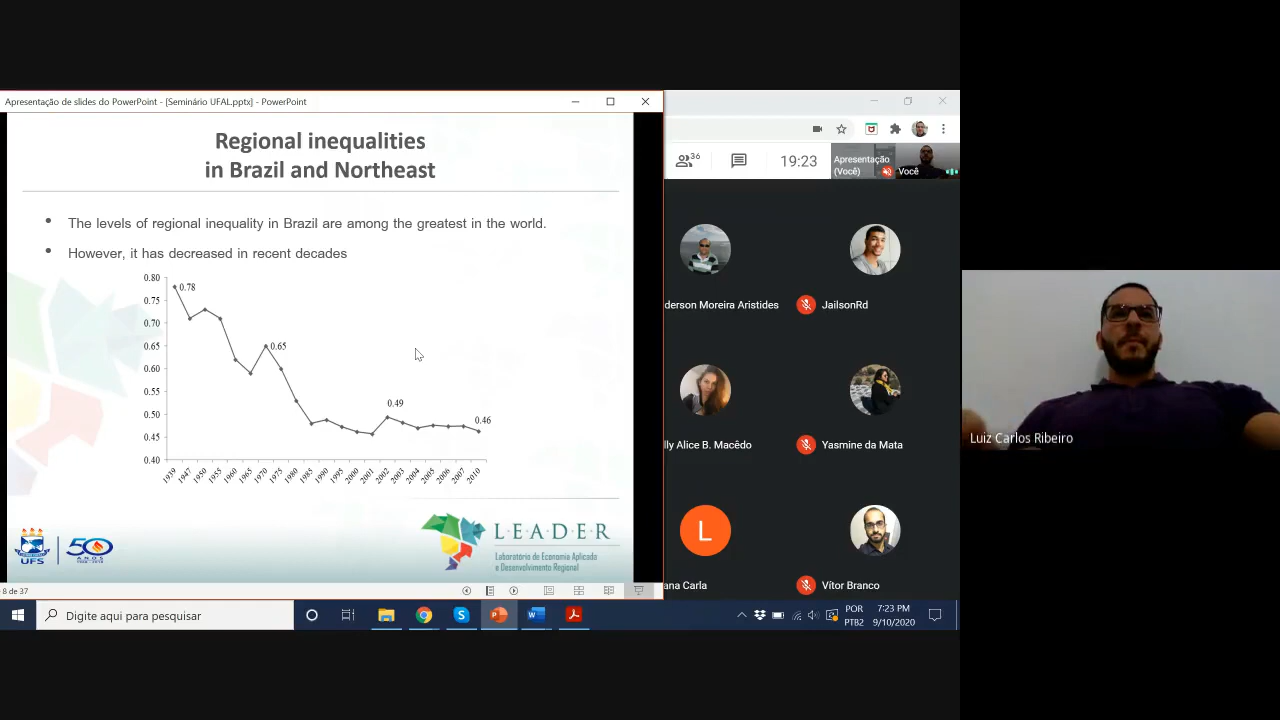 Apresentação de slides do PowerPoint - [Seminário UFAL.pptx] - PowerPoint
Regional inequalities
in Brazil and Northeast
• The levels of regional inequality in Brazil are among the greatest in the world.
• However, it has decreased in recent decades
0.80
0.75
0.70
0.65
0.60
0.55
0.50
0.45
0.40
0.78
0.65
0.49
0.46
1939 1947 1950 1955 1960 1965 1970 1975 1980 1985 1990 1995 2000 2001 2002 2003 2004 2005 2006 2007 2010
UFS
50
ANOS
LEADER
Laboratório de Economia Aplicada
e Desenvolvimento Regional
8 de 37
36
19:23
Apresentação
(Você)
Você
derson Moreira Aristides
JailsonRd
lly Alice B. Macêdo
Yasmine da Mata
L
ana Carla
Vítor Branco
Luiz Carlos Ribeiro
Digite aqui para pesquisar
POR
PTB2
7:23 PM
9/10/2020